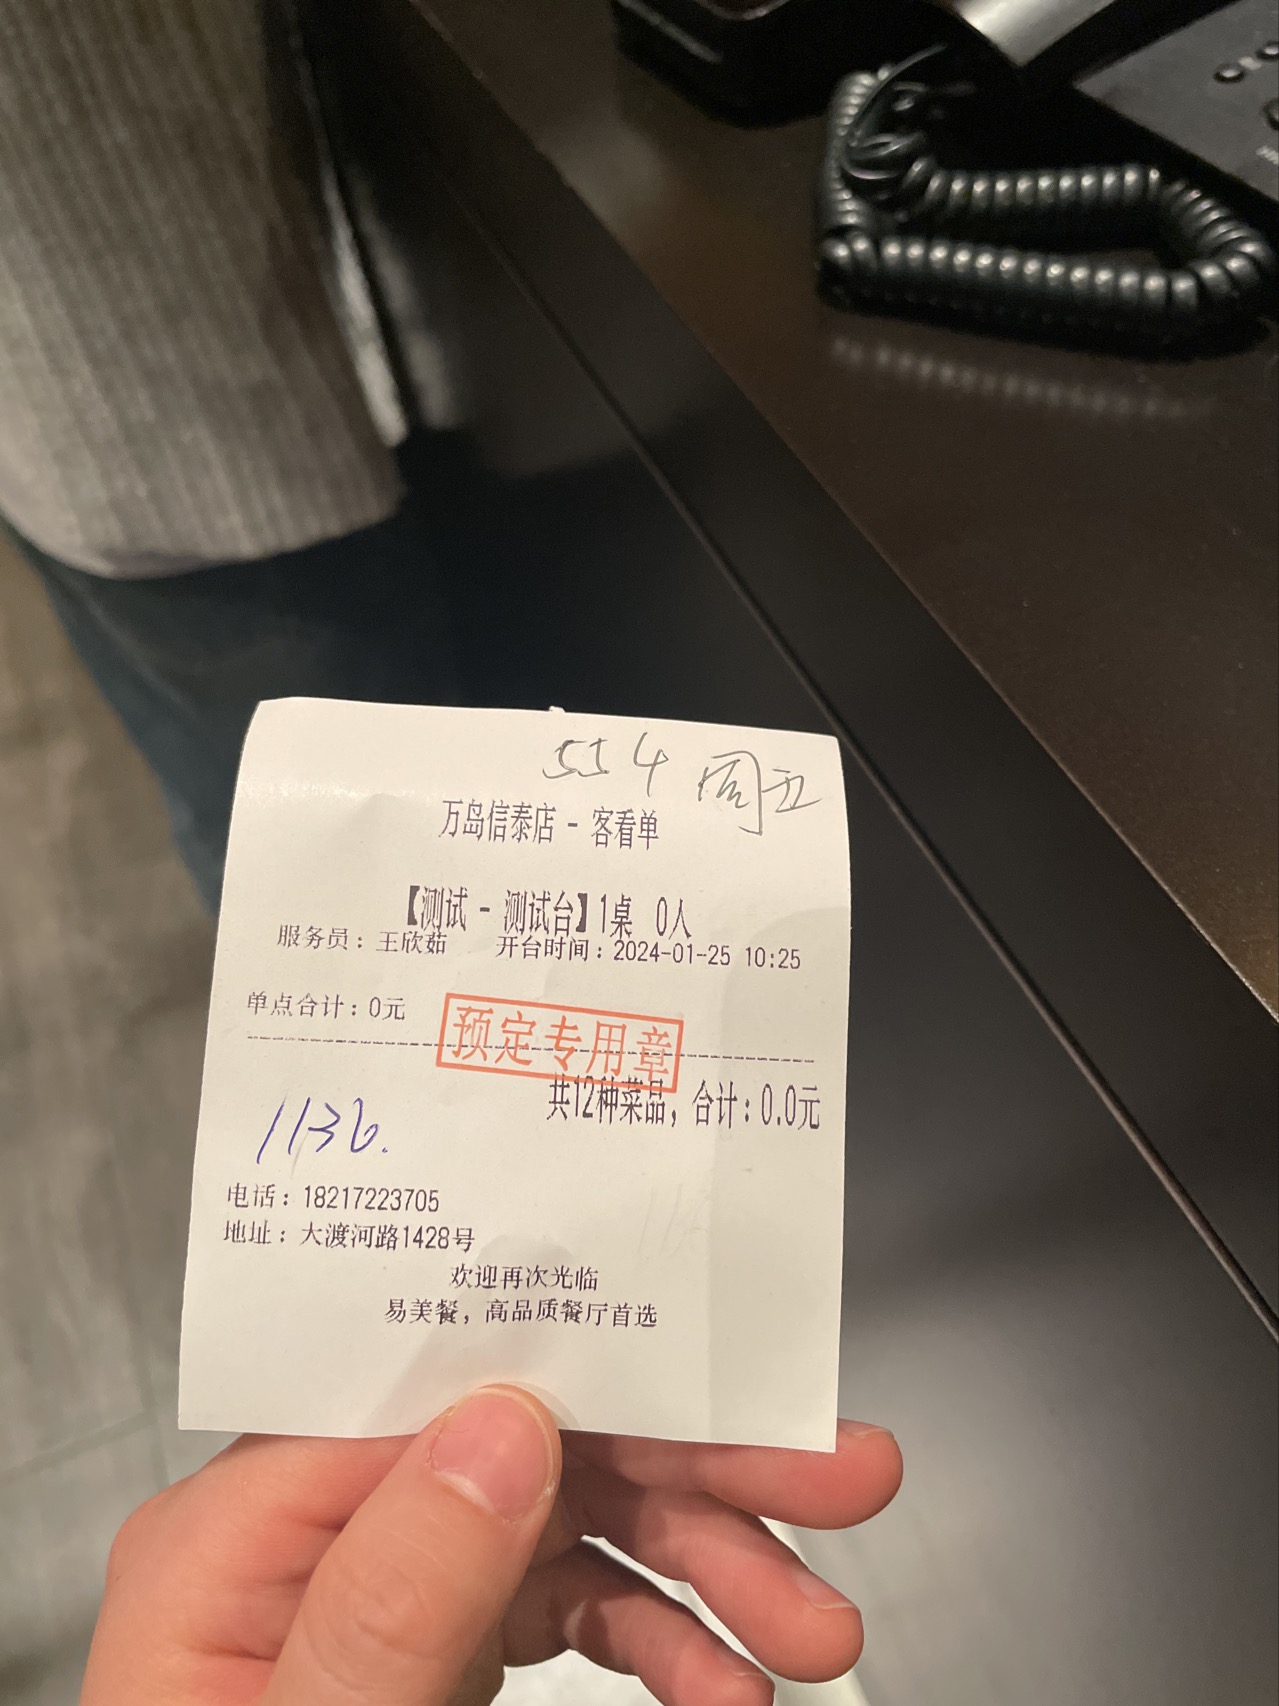 554 周五
万岛信泰店 - 客看单
【测试 - 测试台】1桌 0人
服务员：王欣茹 开台时间：2024-01-25 10:25
单点合计：0元
预定专用章
共12种菜品，合计：0.0元
1136.
电话：18217223705
地址：大渡河路1428号
欢迎再次光临
易美餐，高品质餐厅首选